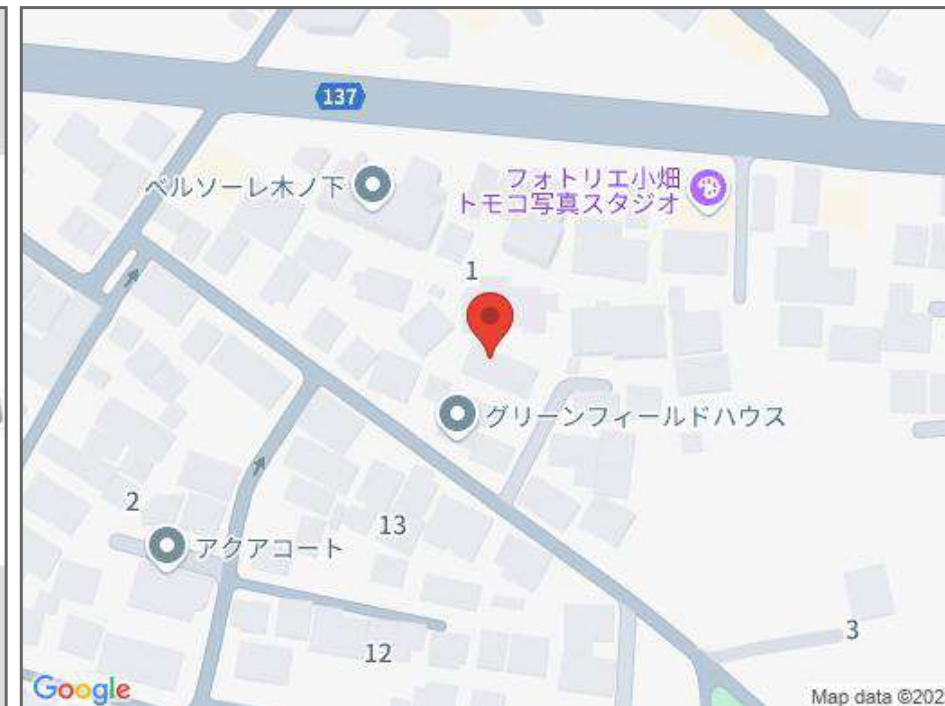 137
ベルソーレ木ノ下
フォトリエ小畑
トモコ写真スタジオ
1
グリーンフィールドハウス
2
13
アクアコート
3
12
Google
Map data ©202